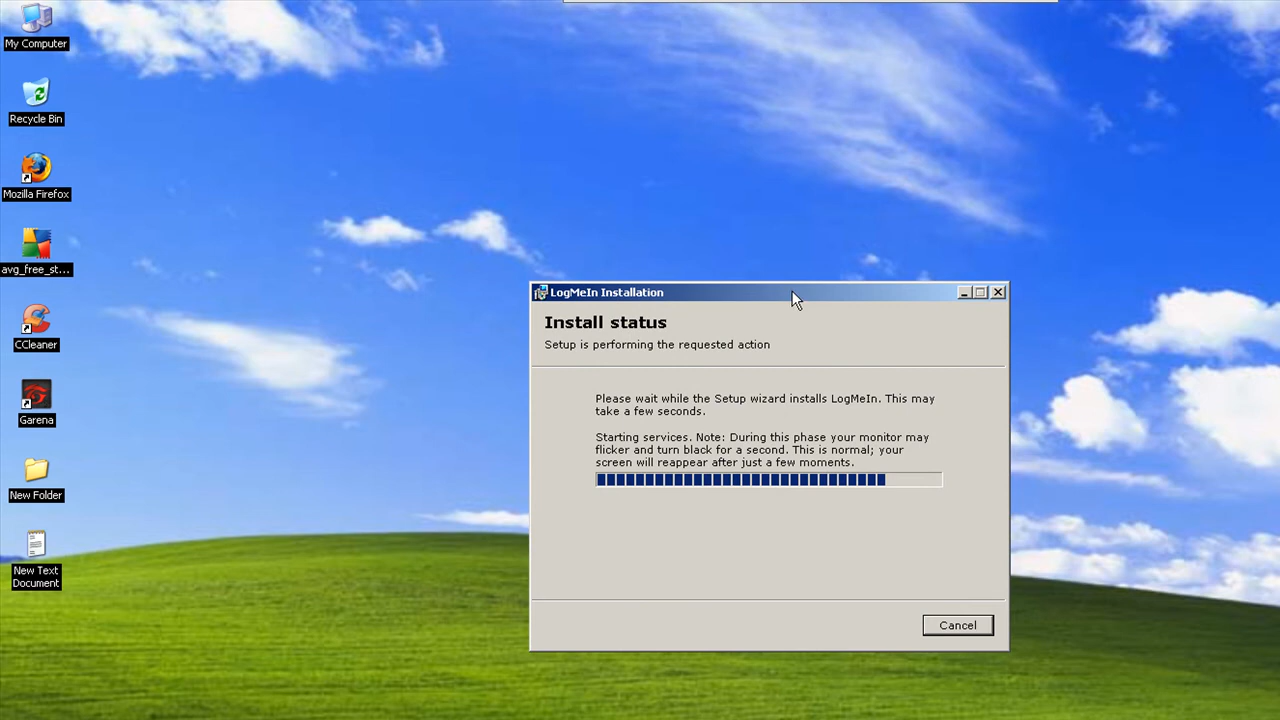 My Computer
Recycle Bin
Mozilla Firefox
avg_free_st...
CCleaner
Garena
New Folder
New Text
Document
LogMeIn Installation
Install status
Setup is performing the requested action
Please wait while the Setup wizard installs LogMeIn. This may
take a few seconds.
Starting services. Note: During this phase your monitor may
flicker and turn black for a second. This is normal; your
screen will reappear after just a few moments.
Cancel